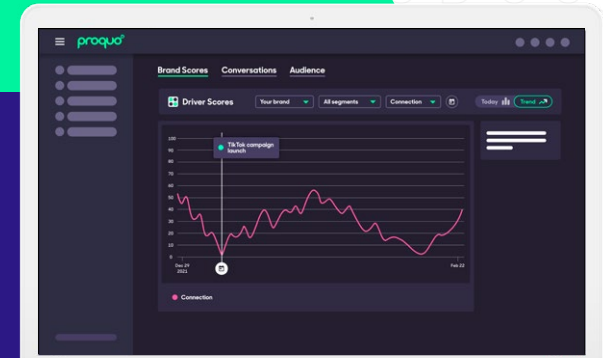 proquo
Brand Scores Conversations Audience
Driver Scores Your brand All segments Connection Today Trend
100
90
80
70
60
50
40
30
20
10
0
TikTok campaign
launch
Dec 29
2021
Feb 22
Connection